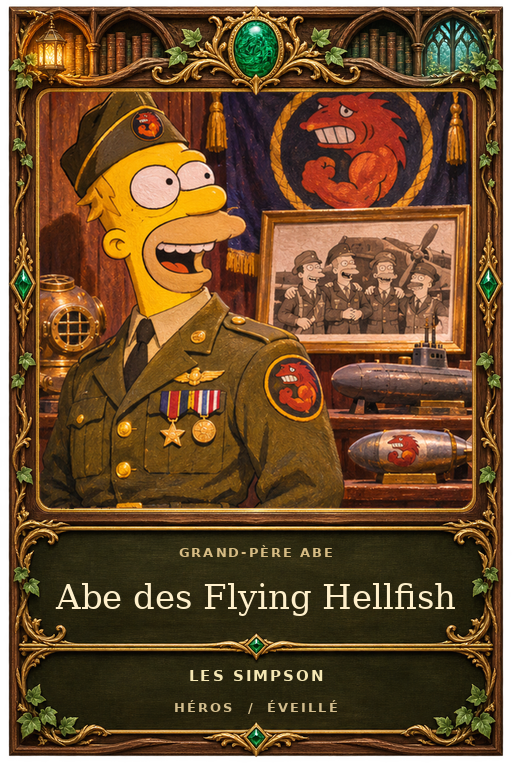 GRAND-PÈRE ABE
Abe des Flying Hellfish
LES SIMPSON
HÉROS / ÉVEILLÉ